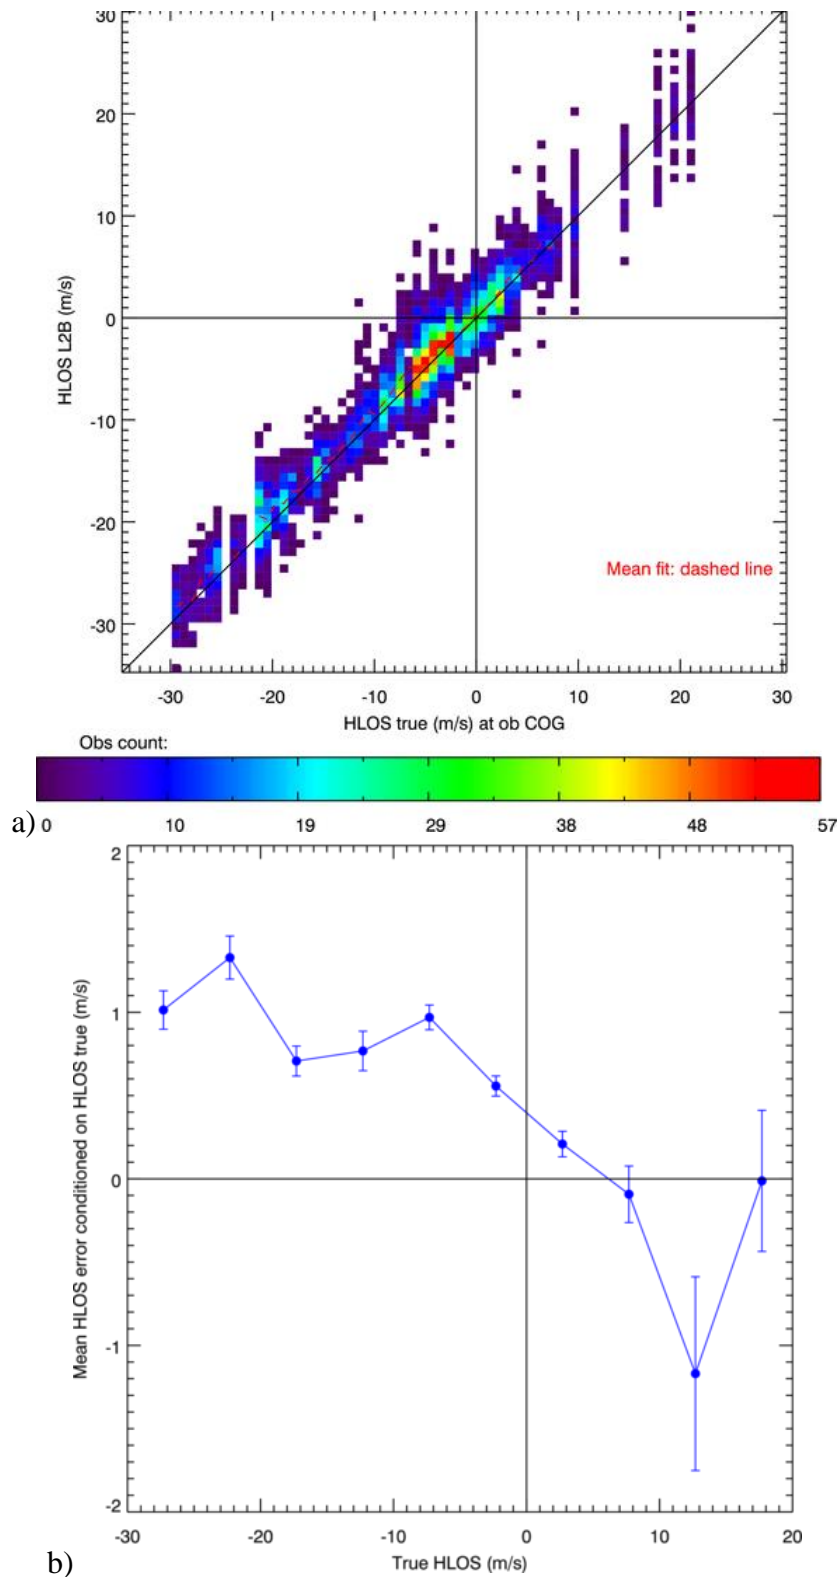 30
20
10
0
-10
-20
-30
HLOS L2B (m/s)
Mean fit: dashed line
-30 -20 -10 0 10 20 30
HLOS true (m/s) at ob COG
Obs count:
a) 0 10 19 29 38 48 57
2
1
0
-1
-2
Mean HLOS error conditioned on HLOS true (m/s)
-30 -20 -10 0 10 20
True HLOS (m/s)
b)